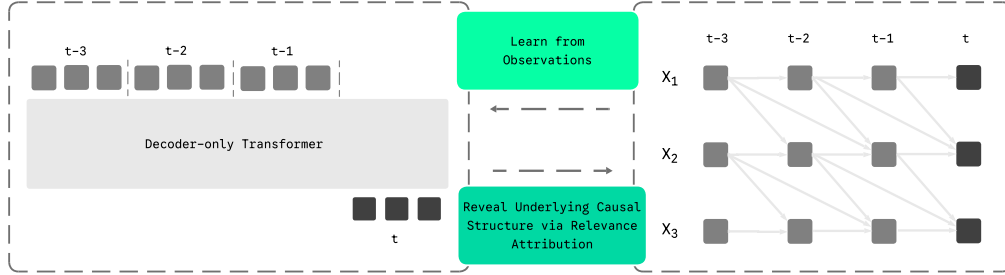 t-3 t-2 t-1
Decoder-only Transformer
t
Learn from
Observations
Reveal Underlying Causal
Structure via Relevance
Attribution
t-3 t-2 t-1 t
X1
X2
X3